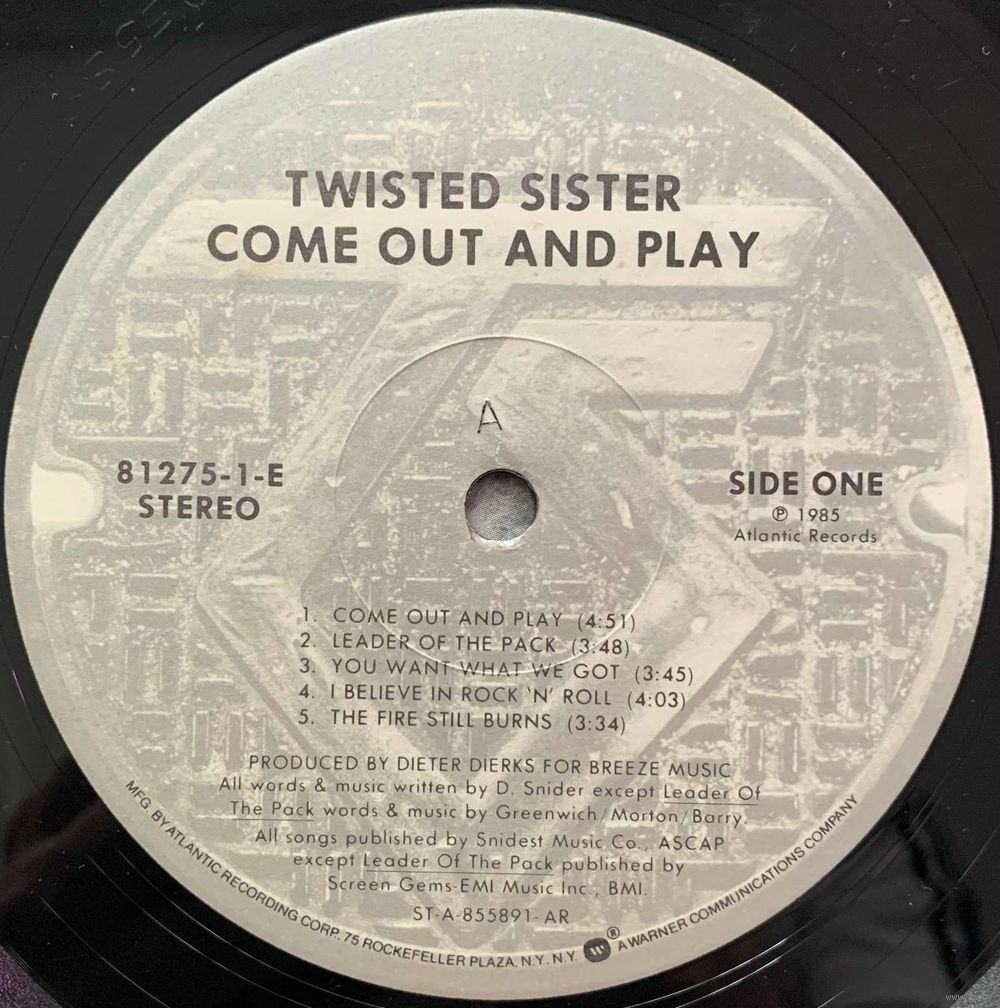 TWISTED SISTER
COME OUT AND PLAY
A
81275-1-E
STEREO
SIDE ONE
℗ 1985
Atlantic Records
1. COME OUT AND PLAY (4:51)
2. LEADER OF THE PACK (3:48)
3. YOU WANT WHAT WE GOT (3:45)
4. I BELIEVE IN ROCK 'N' ROLL (4:03)
5. THE FIRE STILL BURNS (3:34)
PRODUCED BY DIETER DIERKS FOR BREEZE MUSIC
All words & music written by D. Snider except Leader Of
The Pack words & music by Greenwich/Morton/Barry.
All songs published by Snidest Music Co., ASCAP
except Leader Of The Pack published by
Screen Gems-EMI Music Inc., BMI.
ST-A-855891-AR
MFG BY ATLANTIC RECORDING CORP. 75 ROCKEFELLER PLAZA, N.Y. N.Y. ® A WARNER COMMUNICATIONS COMPANY